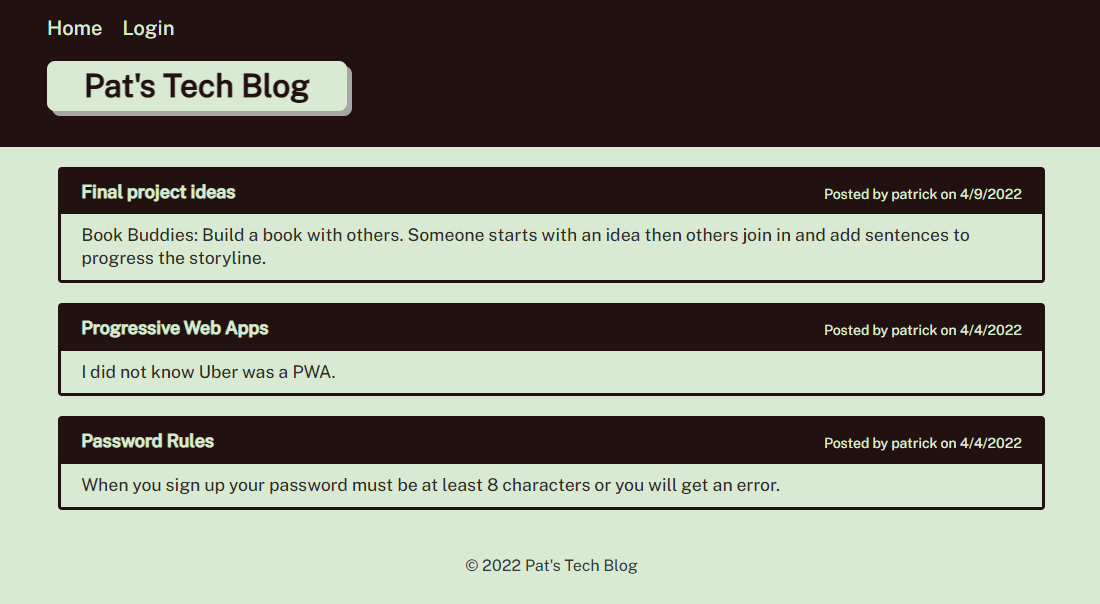 Home Login
Pat's Tech Blog
Final project ideas Posted by patrick on 4/9/2022
Book Buddies: Build a book with others. Someone starts with an idea then others join in and add sentences to
progress the storyline.
Progressive Web Apps Posted by patrick on 4/4/2022
I did not know Uber was a PWA.
Password Rules Posted by patrick on 4/4/2022
When you sign up your password must be at least 8 characters or you will get an error.
© 2022 Pat's Tech Blog